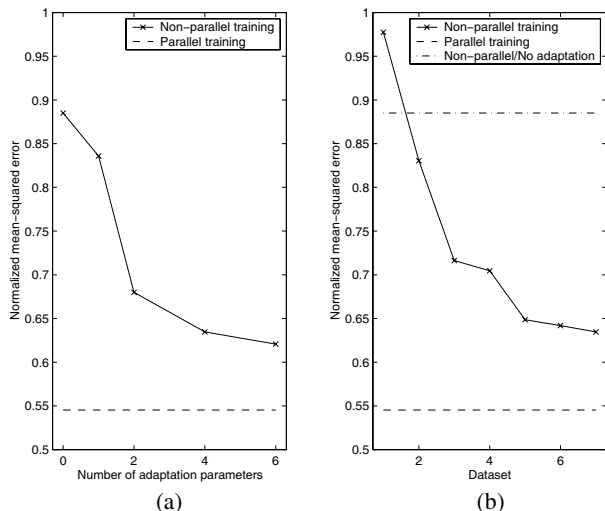 1
0.95
0.9
0.85
0.8
0.75
0.7
0.65
0.6
0.55
0.5
Normalized mean−squared error
Non−parallel training
Parallel training
0 2 4 6
Number of adaptation parameters
(a)
1
0.95
0.9
0.85
0.8
0.75
0.7
0.65
0.6
0.55
0.5
Normalized mean−squared error
Non−parallel training
Parallel training
Non−parallel/No adaptation
2 4 6
Dataset
(b)